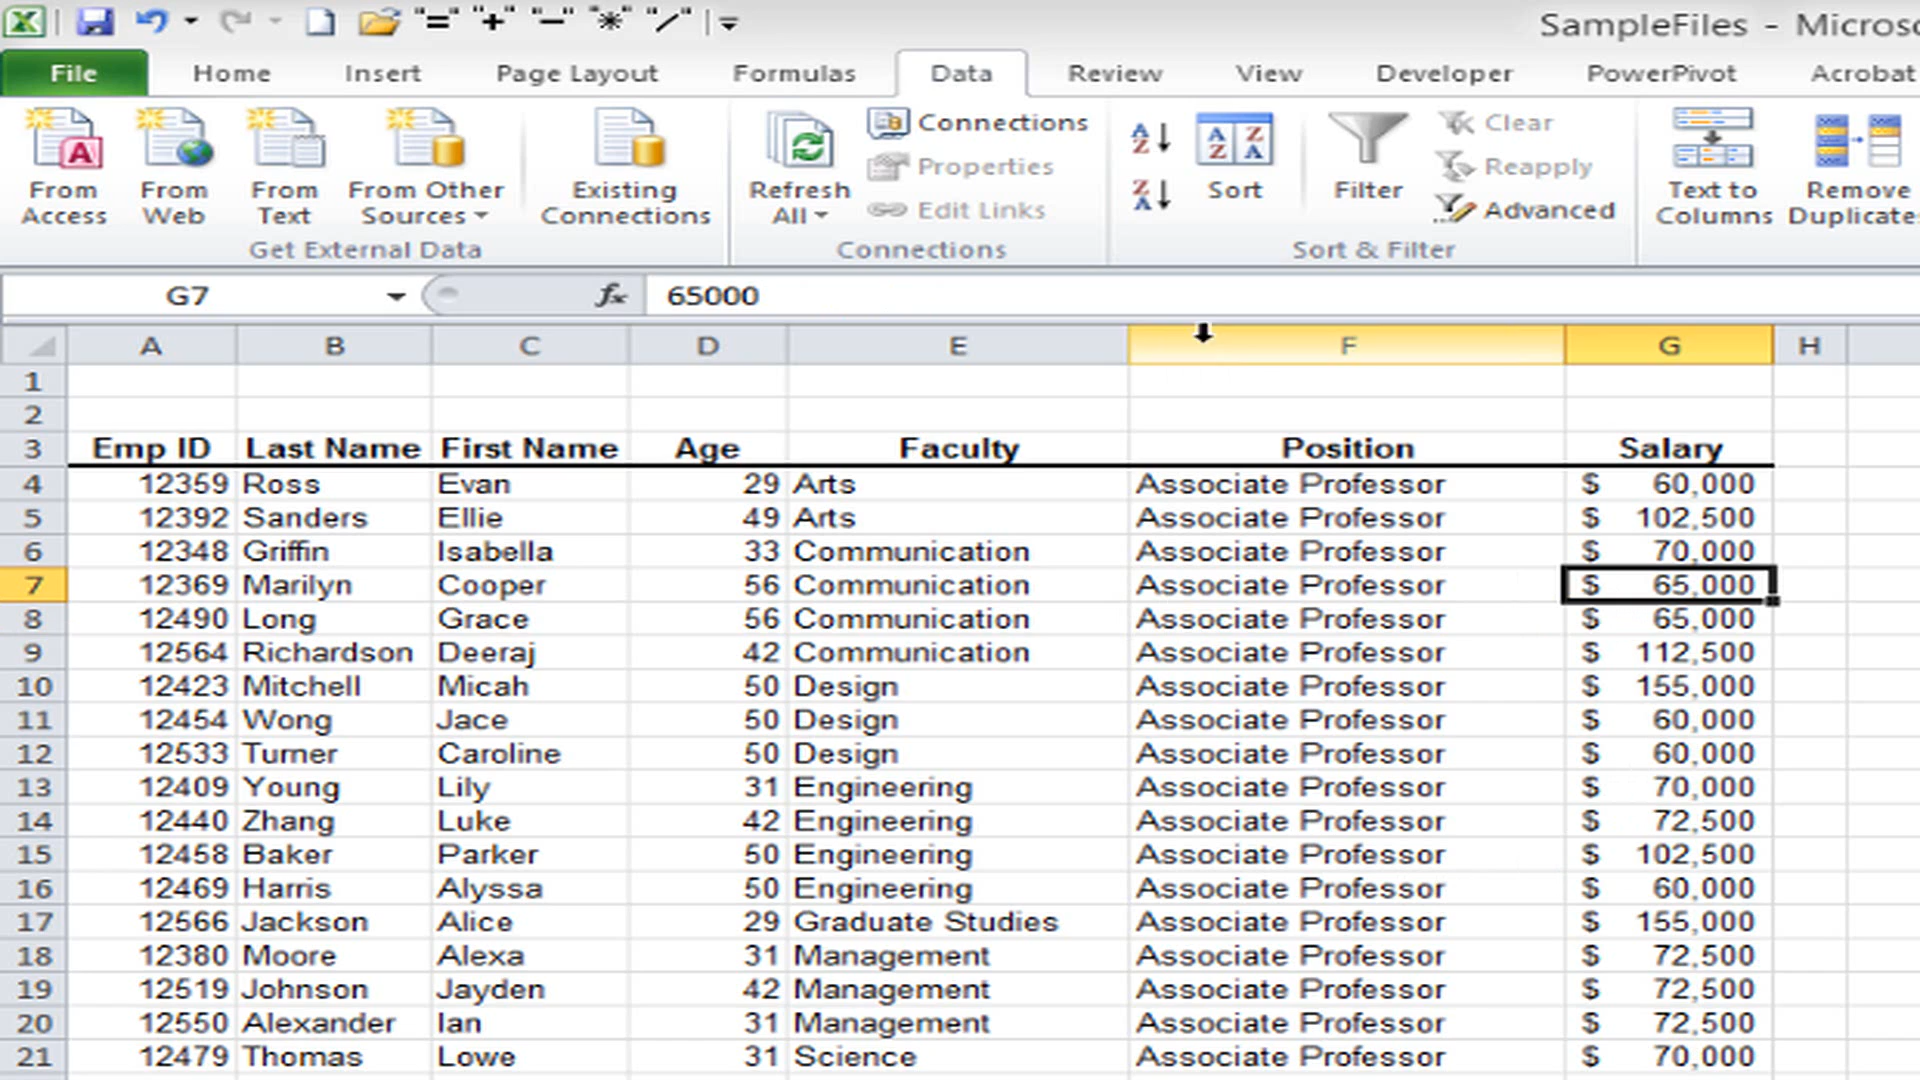 "=" "+" "−" "*" "/"
SampleFiles - Microso
File Home Insert Page Layout Formulas Data Review View Developer PowerPivot Acrobat
From Access From Web From Text From Other Sources Existing Connections
Get External Data
Refresh All Connections Properties Edit Links
Connections
Sort Filter Clear Reapply Advanced
Sort & Filter
Text to Columns Remove Duplicate
G7 fx 65000
A B C D E F G H
1
2
3 Emp ID Last Name First Name Age Faculty Position Salary
4 12359 Ross Evan 29 Arts Associate Professor $ 60,000
5 12392 Sanders Ellie 49 Arts Associate Professor $ 102,500
6 12348 Griffin Isabella 33 Communication Associate Professor $ 70,000
7 12369 Marilyn Cooper 56 Communication Associate Professor $ 65,000
8 12490 Long Grace 56 Communication Associate Professor $ 65,000
9 12564 Richardson Deeraj 42 Communication Associate Professor $ 112,500
10 12423 Mitchell Micah 50 Design Associate Professor $ 155,000
11 12454 Wong Jace 50 Design Associate Professor $ 60,000
12 12533 Turner Caroline 50 Design Associate Professor $ 60,000
13 12409 Young Lily 31 Engineering Associate Professor $ 70,000
14 12440 Zhang Luke 42 Engineering Associate Professor $ 72,500
15 12458 Baker Parker 50 Engineering Associate Professor $ 102,500
16 12469 Harris Alyssa 50 Engineering Associate Professor $ 60,000
17 12566 Jackson Alice 29 Graduate Studies Associate Professor $ 155,000
18 12380 Moore Alexa 31 Management Associate Professor $ 72,500
19 12519 Johnson Jayden 42 Management Associate Professor $ 72,500
20 12550 Alexander Ian 31 Management Associate Professor $ 72,500
21 12479 Thomas Lowe 31 Science Associate Professor $ 70,000